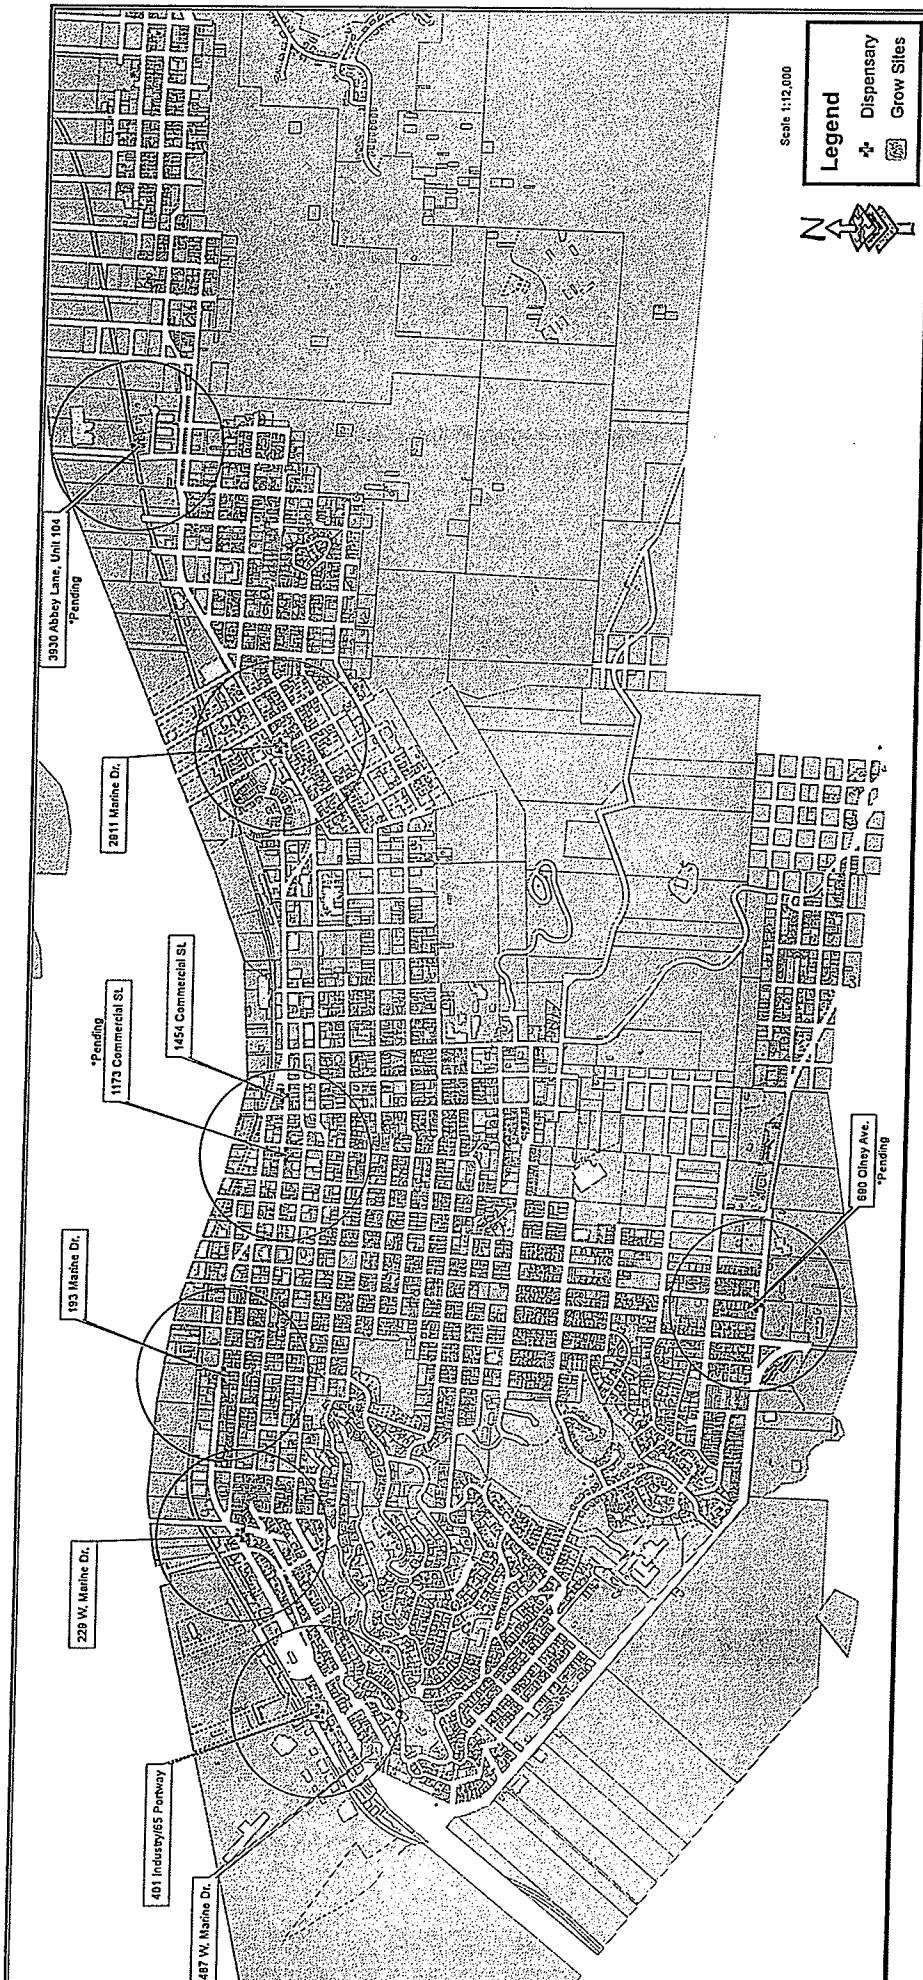 467 W. Marine Dr.
401 Industry/65 Portway
229 W. Marine Dr.
193 Marine Dr.
*Pending
1173 Commercial St.
1454 Commercial St.
2911 Marine Dr.
3930 Abbey Lane, Unit 104
*Pending
690 Olney Ave.
*Pending
N
Scale 1:12,000
Legend
Dispensary
Grow Sites